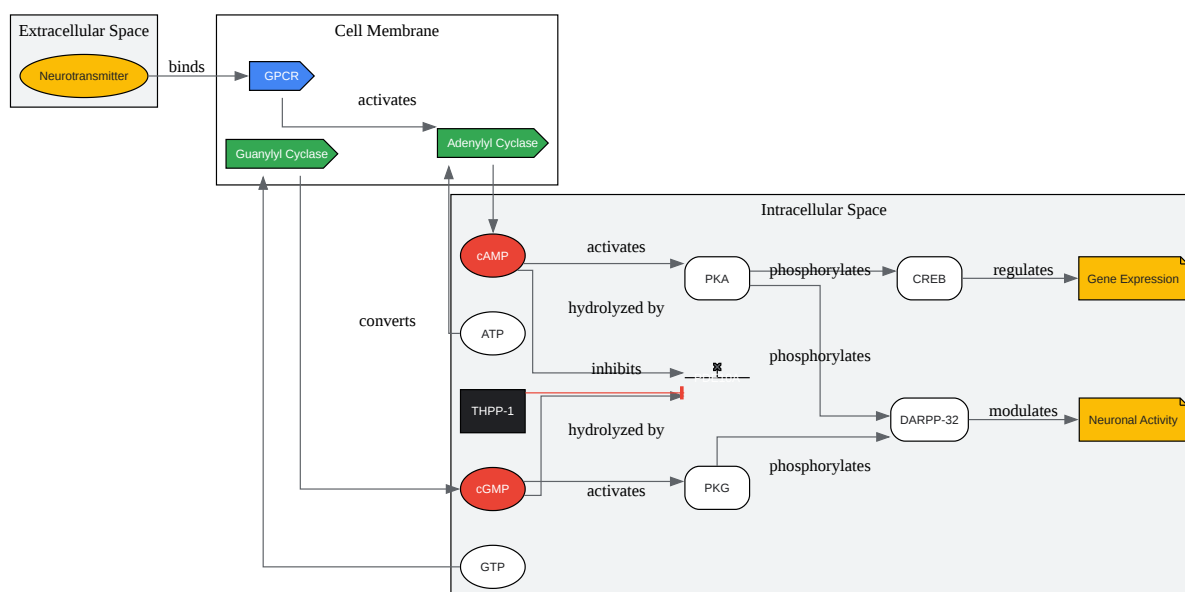 Extracellular Space
Cell Membrane
Neurotransmitter
binds
GPCR
activates
Guanylyl Cyclase
Adenylyl Cyclase
Intracellular Space
cAMP
activates
PKA
phosphorylates
CREB
regulates
Gene Expression
hydrolyzed by
converts
ATP
phosphorylates
inhibits
THPP-1
hydrolyzed by
DARPP-32
modulates
Neuronal Activity
cGMP
activates
PKG
phosphorylates
GTP